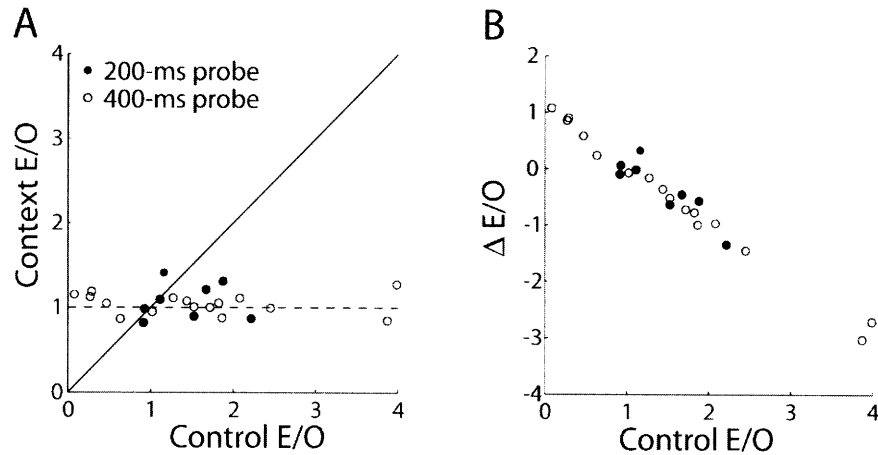 A
Context E/O
4
3
2
1
0
● 200-ms probe
○ 400-ms probe
0 1 2 3 4
Control E/O
B
Δ E/O
2
1
0
-1
-2
-3
-4
0 1 2 3 4
Control E/O